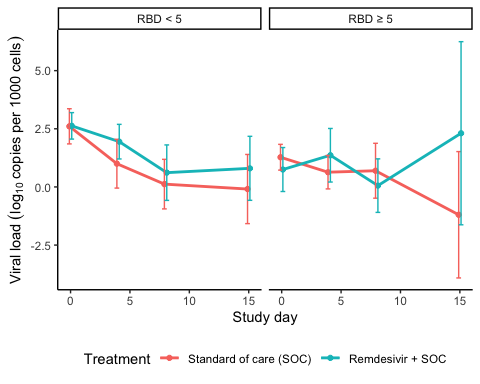 RBD < 5
RBD ≥ 5
Viral load (log₁₀ copies per 1000 cells)
5.0
2.5
0.0
-2.5
0
5
10
15
0
5
10
15
Study day
Treatment
Standard of care (SOC)
Remdesivir + SOC